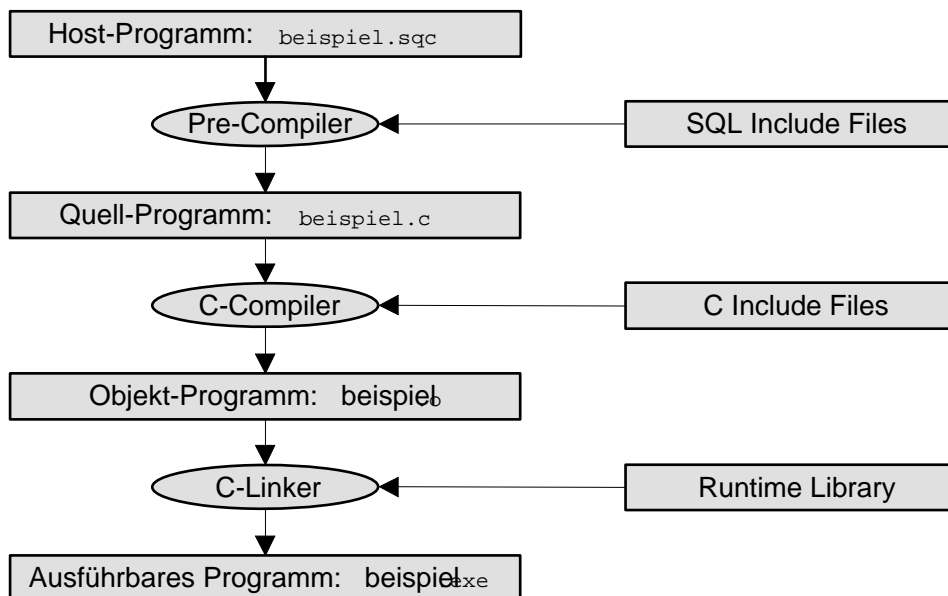 Host-Programm: beispiel.sqc
Pre-Compiler
SQL Include Files
Quell-Programm: beispiel.c
C-Compiler
C Include Files
Objekt-Programm: beispiel.o
C-Linker
Runtime Library
Ausführbares Programm: beispiel.exe